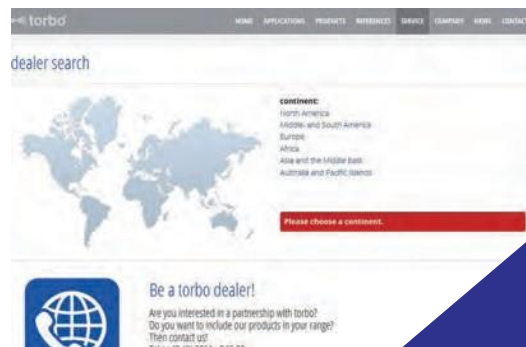 torbo
HOME APPLICATIONS PRODUCTS REFERENCES SERVICE COMPANY NEWS CONTACT
dealer search
continent:
North America
Middle- and South America
Europe
Africa
Asia and the Middle East
Australia and Pacific Islands
Please choose a continent.
Be a torbo dealer!
Are you interested in a partnership with torbo?
Do you want to include our products in your range?
Then contact us!